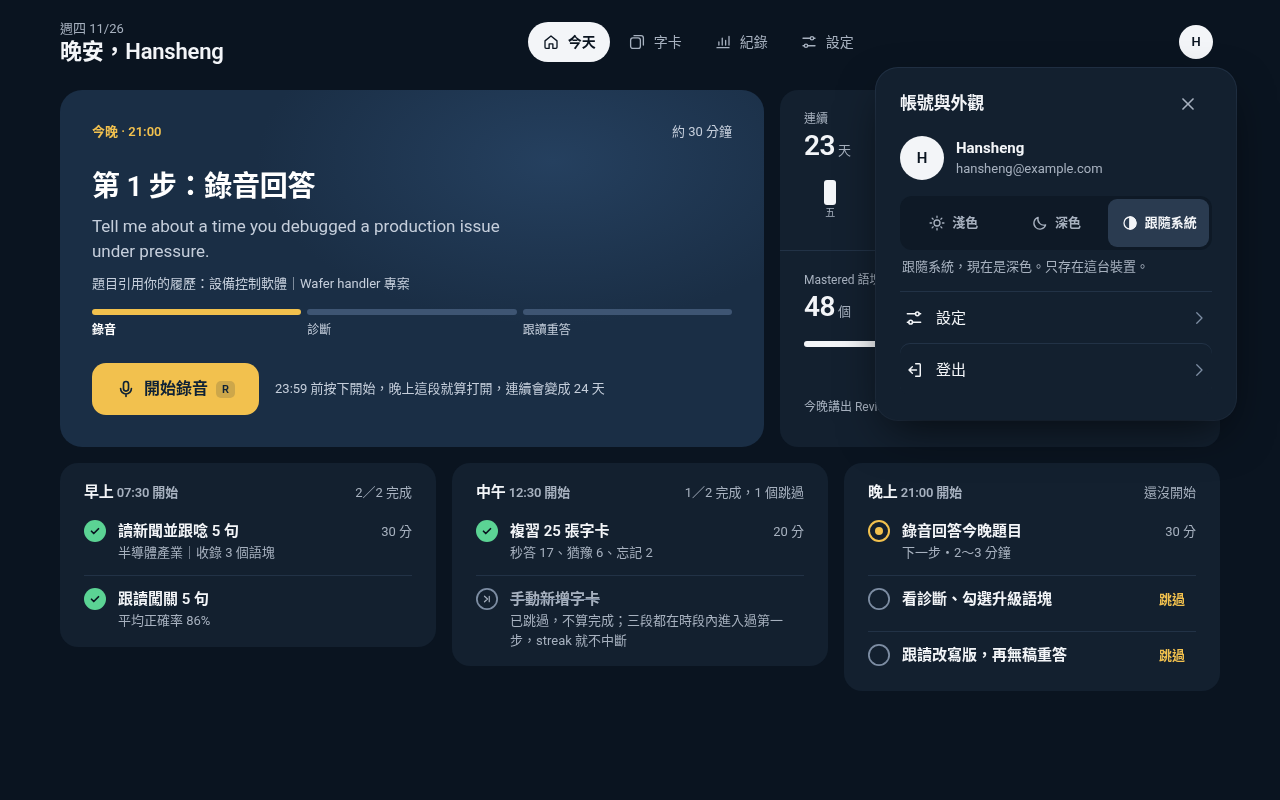 週四 11/26
晚安，Hansheng
今天
字卡
紀錄
設定
H
今晚 · 21:00
約 30 分鐘
第 1 步：錄音回答
Tell me about a time you debugged a production issue
under pressure.
題目引用你的履歷：設備控制軟體｜Wafer handler 專案
錄音
診斷
跟讀重答
開始錄音 R
23:59 前按下開始，晚上這段就算打開，連續會變成 24 天
連續
23 天
五
Mastered 語塊
48 個
今晚講出
帳號與外觀
H
Hansheng
hansheng@example.com
淺色
深色
跟隨系統
跟隨系統，現在是深色。只存在這台裝置。
設定
登出
早上 07:30 開始
2／2 完成
讀新聞並跟唸 5 句
30 分
半導體產業｜收錄 3 個語塊
跟讀闖關 5 句
平均正確率 86%
中午 12:30 開始
1／2 完成，1 個跳過
複習 25 張字卡
20 分
秒答 17、猶豫 6、忘記 2
手動新增字卡
已跳過，不算完成；三段都在時段內進入過第一
步，streak 就不中斷
晚上 21:00 開始
還沒開始
錄音回答今晚題目
30 分
下一步・2～3 分鐘
看診斷、勾選升級語塊
跳過
跟讀改寫版，再無稿重答
跳過